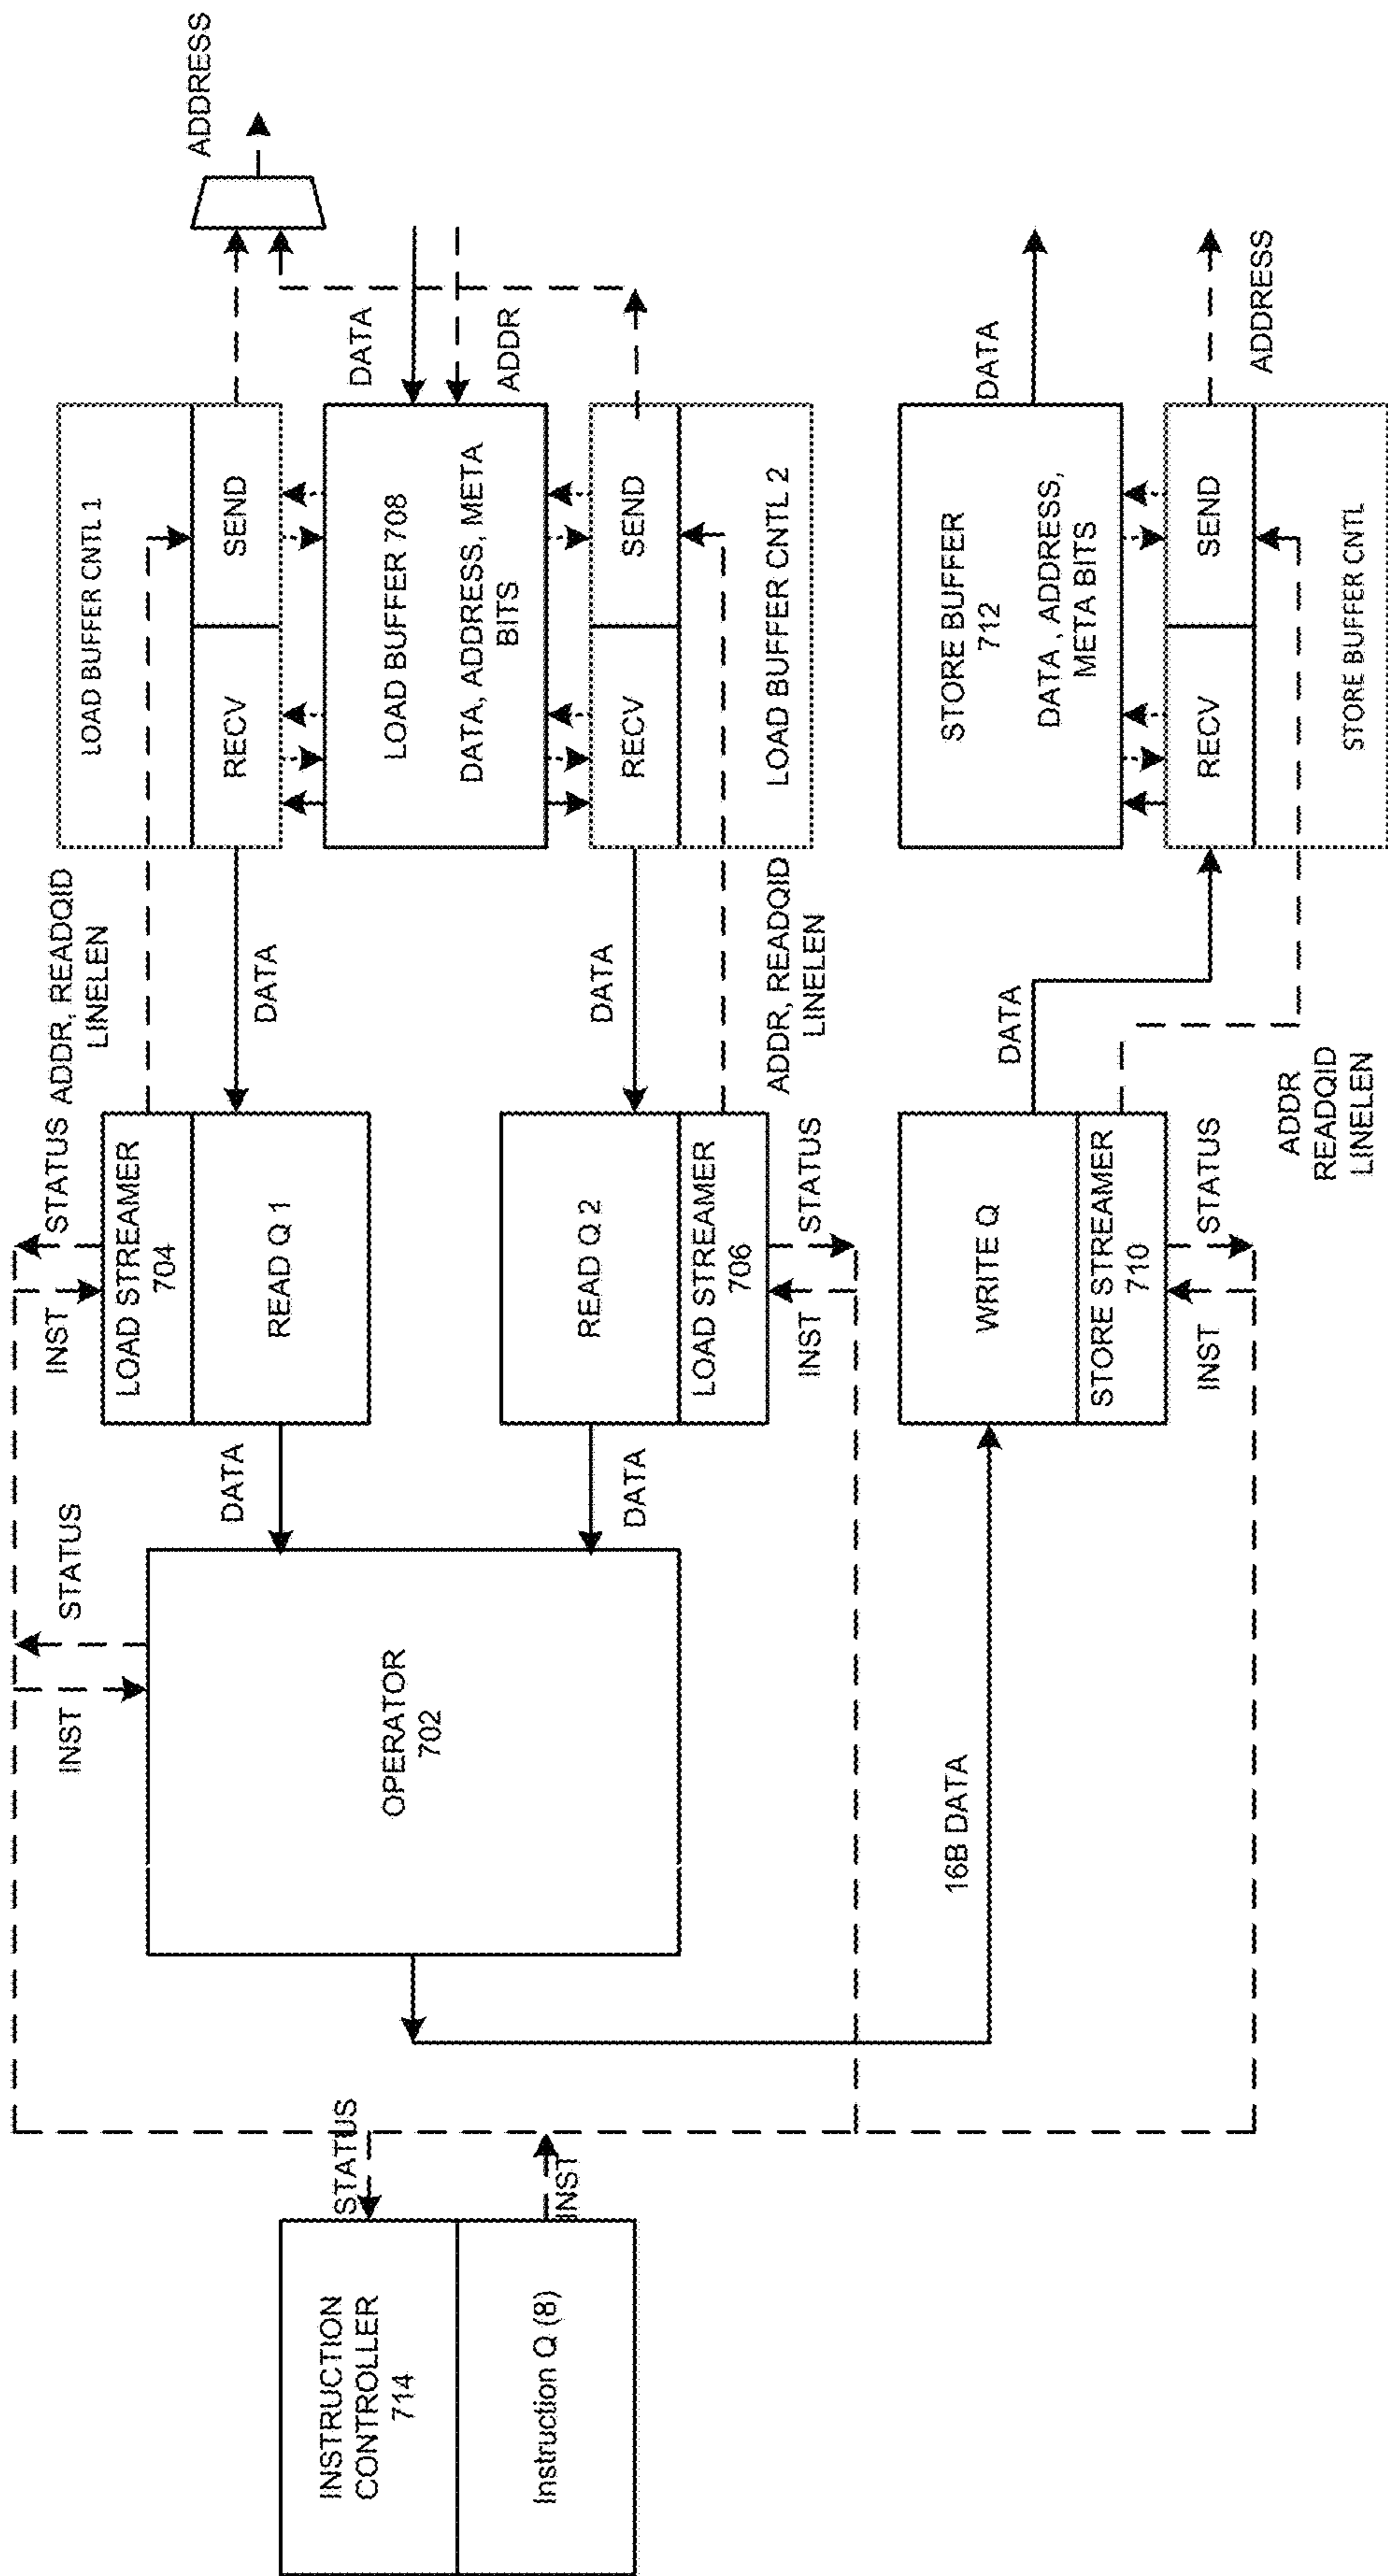 INSTRUCTION
CONTROLLER
714
Instruction Q (8)
STATUS
INST
INST
STATUS
OPERATOR
702
16B DATA
DATA
DATA
INST
STATUS
LOAD STREAMER
704
READ Q 1
READ Q 2
LOAD STREAMER
706
INST
STATUS
WRITE Q
STORE STREAMER
710
INST
STATUS
ADDR, READQID
LINELEN
DATA
DATA
ADDR, READQID
LINELEN
DATA
ADDR
READQID
LINELEN
LOAD BUFFER CNTL 1
RECV
SEND
LOAD BUFFER 708
DATA, ADDRESS, META
BITS
RECV
SEND
LOAD BUFFER CNTL 2
STORE BUFFER
712
DATA , ADDRESS,
META BITS
RECV
SEND
STORE BUFFER CNTL
ADDRESS
DATA
ADDR
DATA
ADDRESS